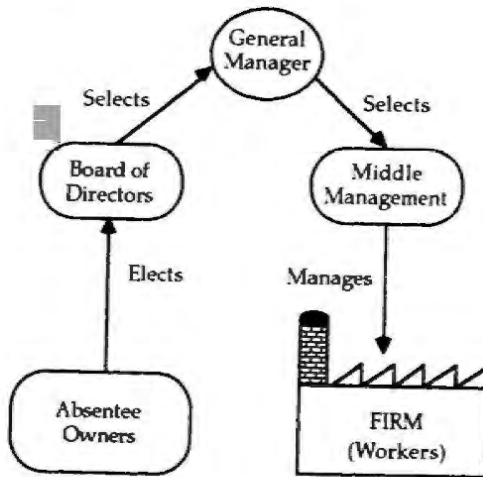 General
Manager
Selects
Selects
Board of
Directors
Middle
Management
Elects
Manages
Absentee
Owners
FIRM
(Workers)